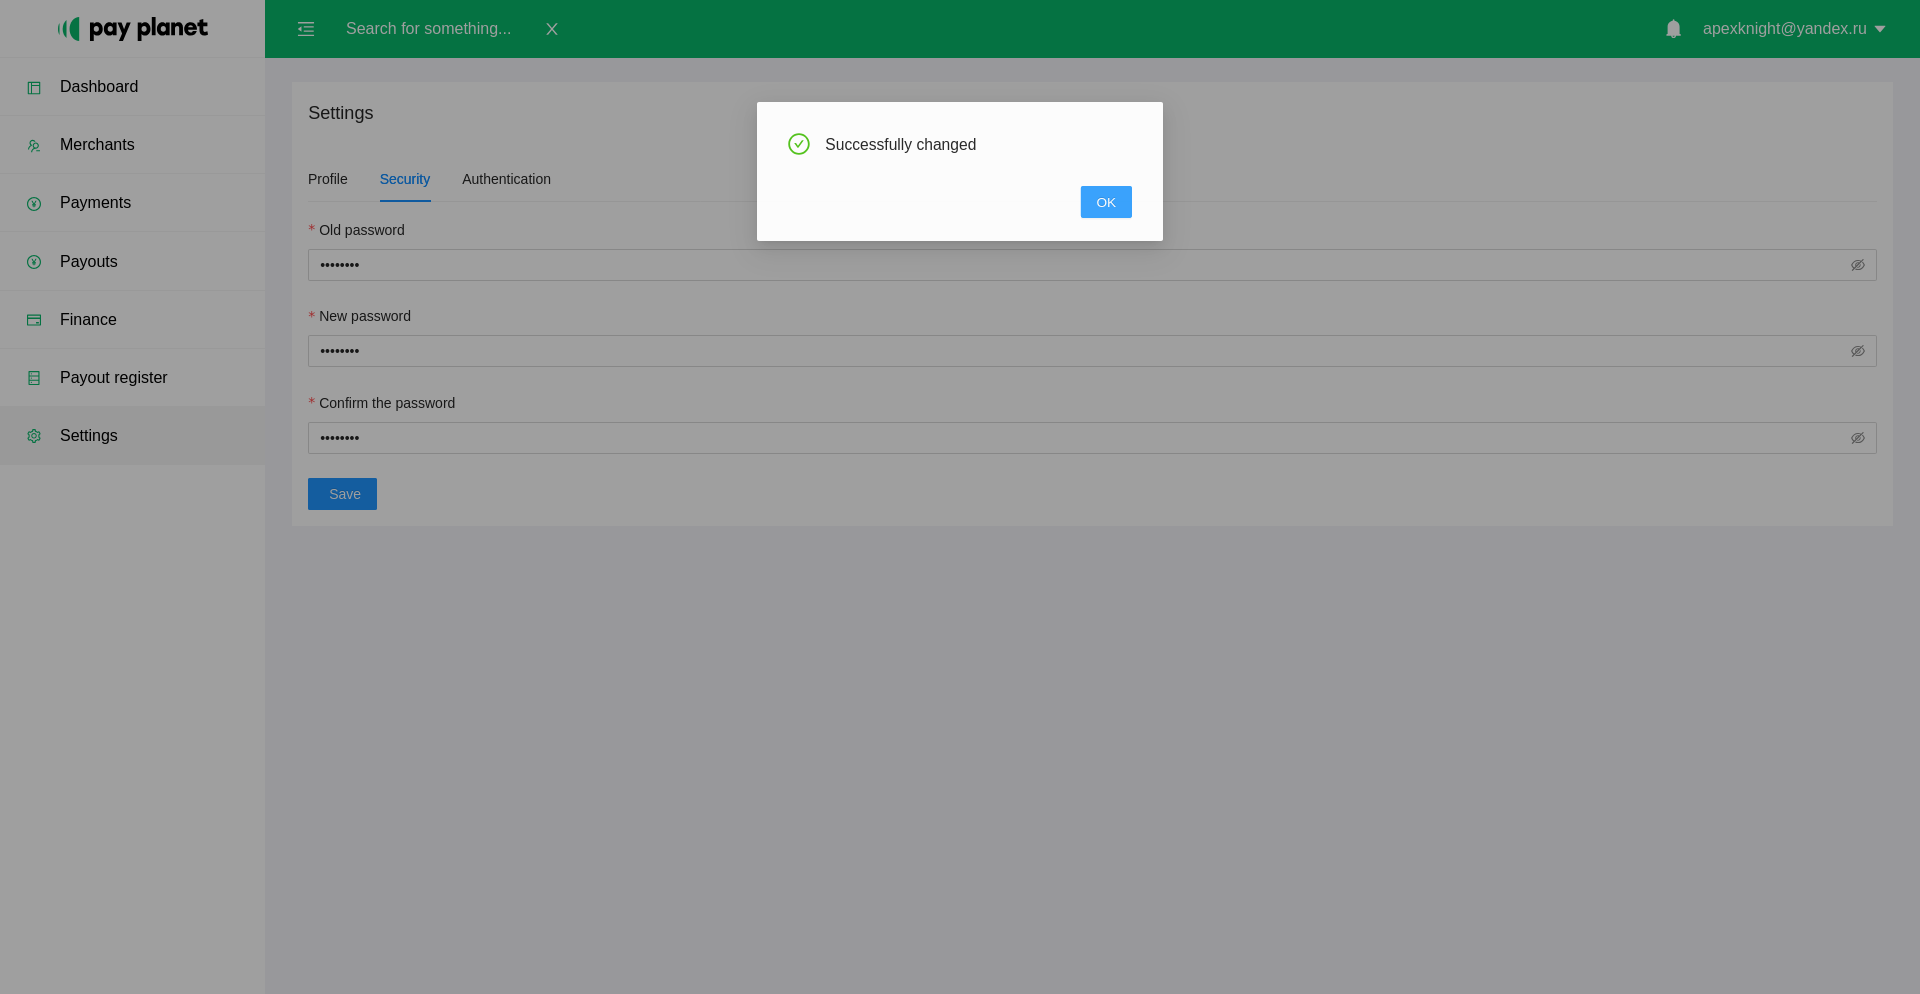 pay planet
Search for something...
apexknight@yandex.ru
Dashboard
Merchants
Payments
Payouts
Finance
Payout register
Settings
Settings
Profile
Security
Authentication
* Old password
••••••••
* New password
••••••••
* Confirm the password
••••••••
Save
Successfully changed
OK